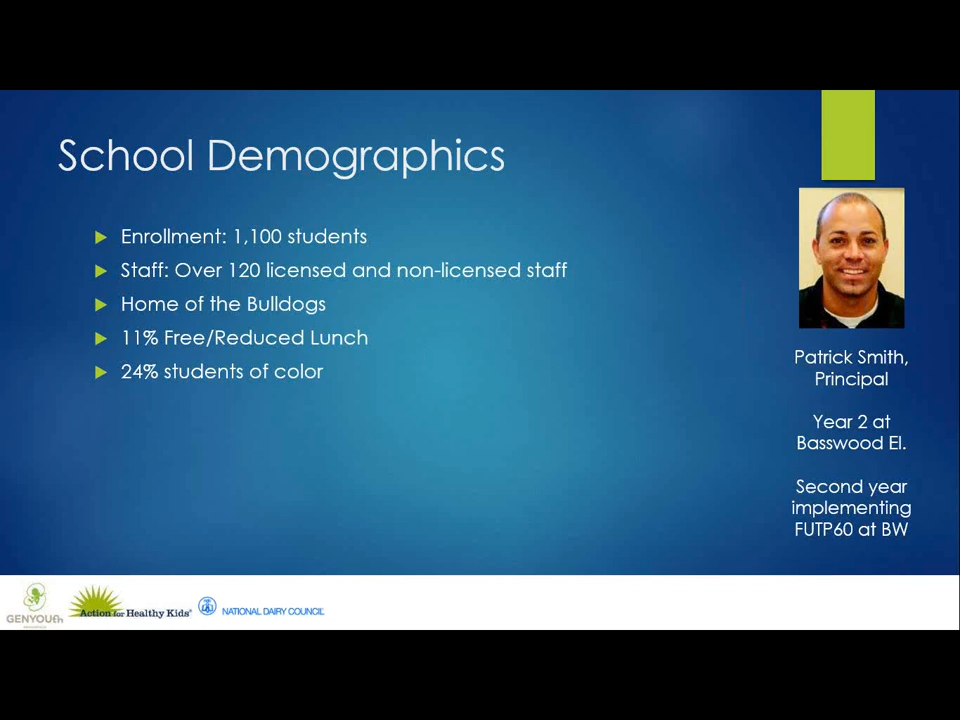 School Demographics
Enrollment: 1,100 students
Staff: Over 120 licensed and non-licensed staff
Home of the Bulldogs
11% Free/Reduced Lunch
24% students of color
Patrick Smith,
Principal
Year 2 at
Basswood El.
Second year
implementing
FUTP60 at BW
GENYOUth
Action for Healthy Kids®
NATIONAL DAIRY COUNCIL